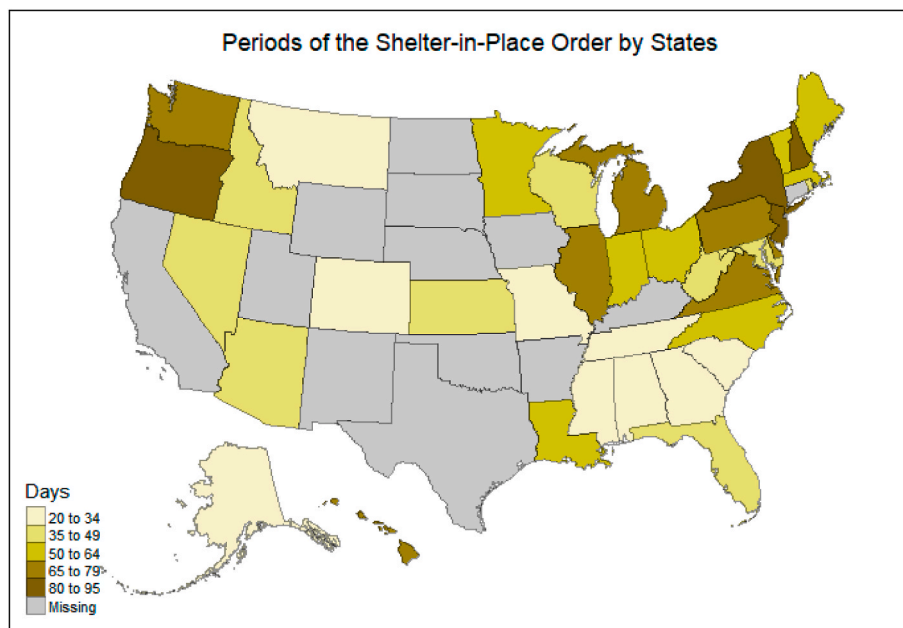 Periods of the Shelter-in-Place Order by States
Days
20 to 34
35 to 49
50 to 64
65 to 79
80 to 95
Missing